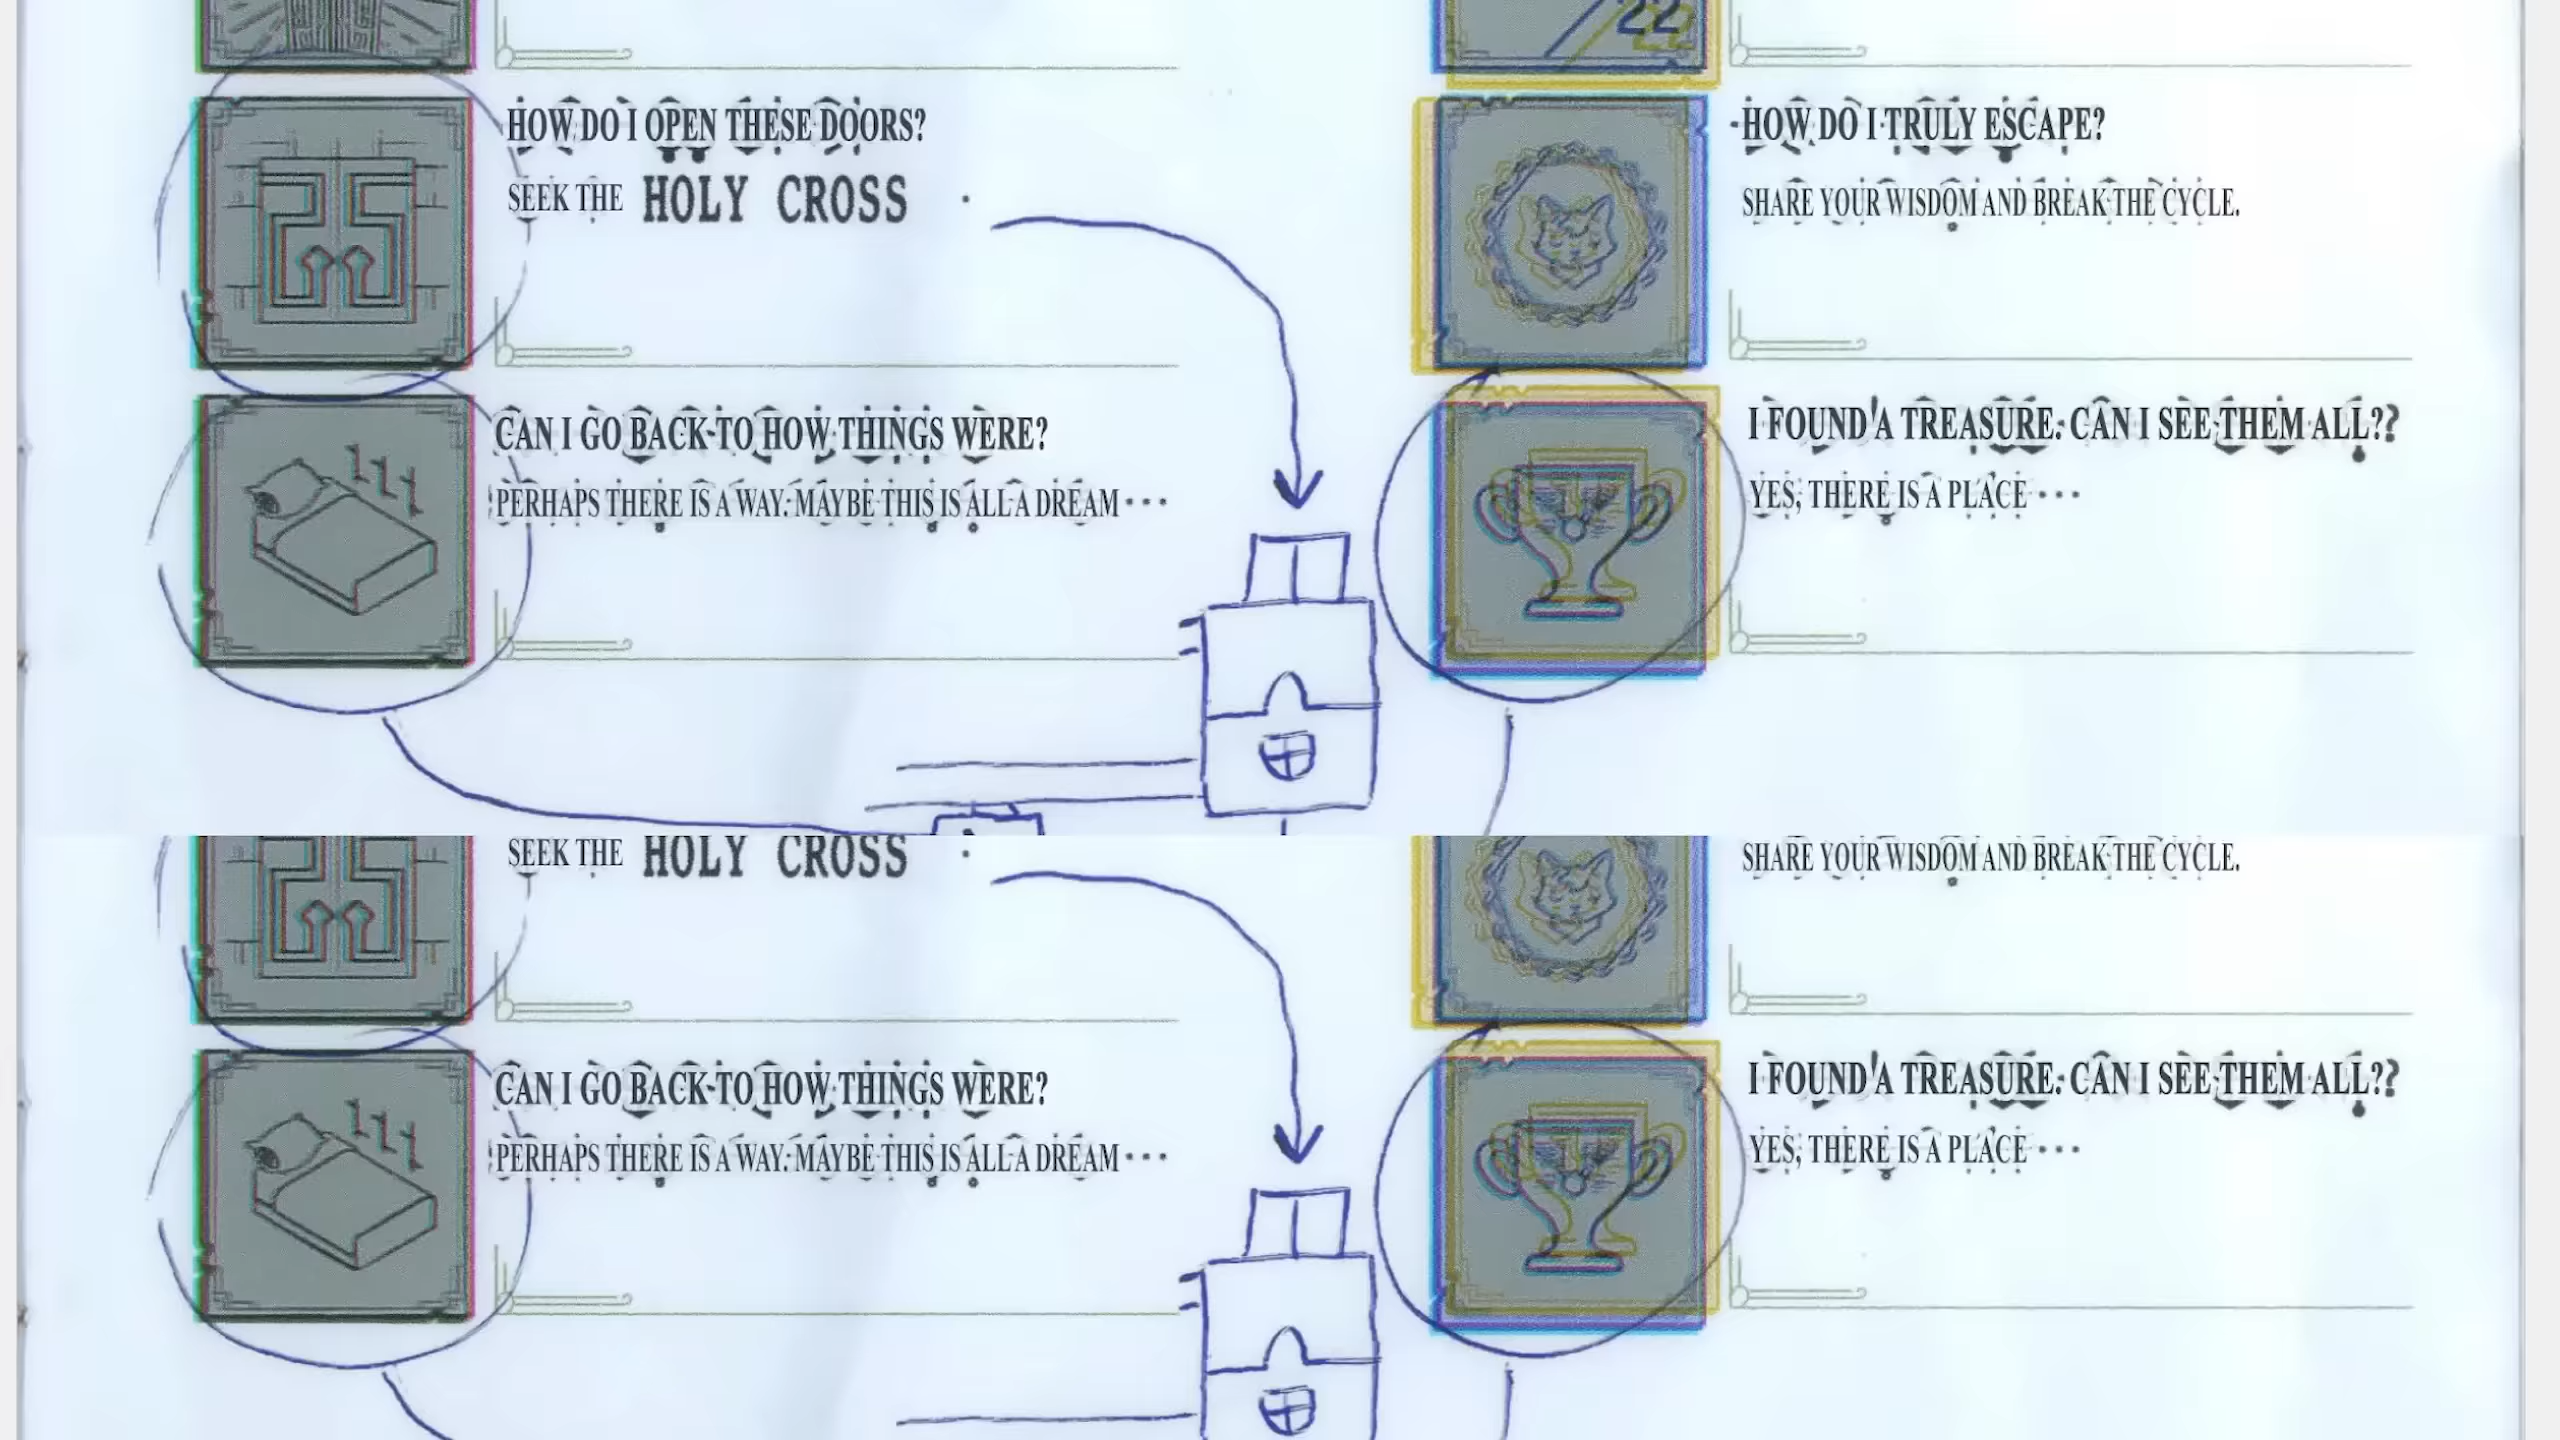 22
HOW DO I OPEN THESE DOORS?
SEEK THE HOLY CROSS .
CAN I GO BACK TO HOW THINGS WERE?
PERHAPS THERE IS A WAY. MAYBE THIS IS ALL A DREAM...
HOW DO I TRULY ESCAPE?
SHARE YOUR WISDOM AND BREAK THE CYCLE.
I FOUND A TREASURE. CAN I SEE THEM ALL??
YES, THERE IS A PLACE...
SEEK THE HOLY CROSS .
CAN I GO BACK TO HOW THINGS WERE?
PERHAPS THERE IS A WAY. MAYBE THIS IS ALL A DREAM...
SHARE YOUR WISDOM AND BREAK THE CYCLE.
I FOUND A TREASURE. CAN I SEE THEM ALL??
YES, THERE IS A PLACE...